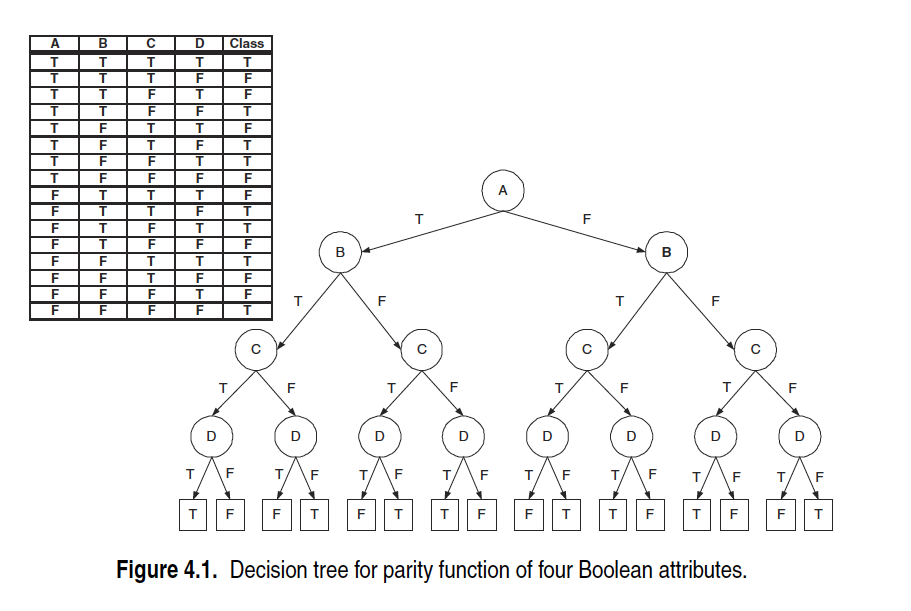 A B C D Class
T T T T T
T T T F F
T T F T F
T T F F T
T F T T F
T F T F T
T F F T T
T F F F F
F T T T F
F T T F T
F T F T T
F T F F F
F F T T T
F F T F F
F F F T F
F F F F T
A
T F
B B
T F T F
C C C C
T F T F T F T F
D D D D D D D D
T F T F T F T F T F T F T F T F
T F F T F T T F F T T F T F F T
Figure 4.1. Decision tree for parity function of four Boolean attributes.